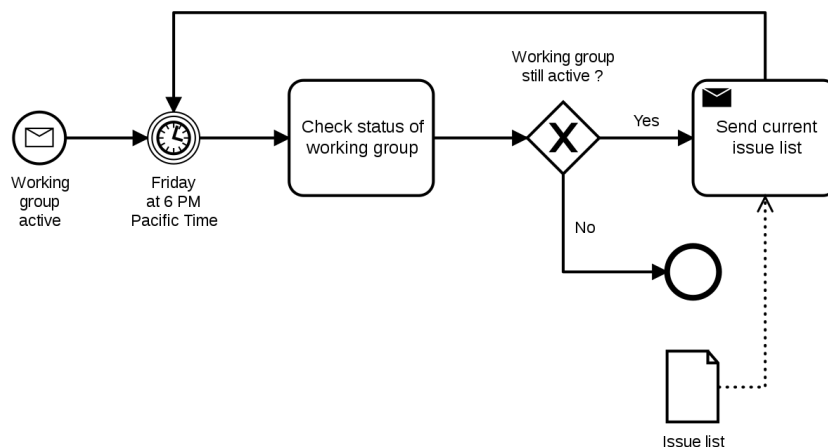 Working group
still active ?
Check status of
working group
Yes
Send current
issue list
Working
group
active
Friday
at 6 PM
Pacific Time
No
Issue list